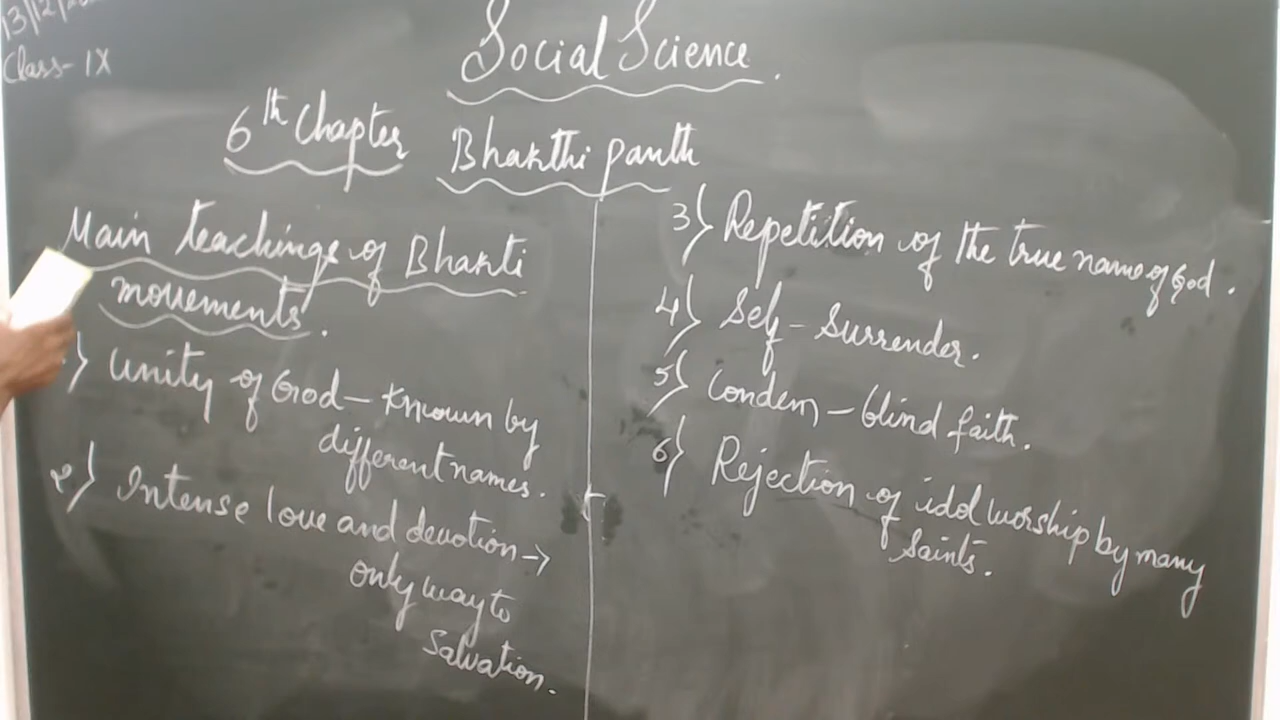 13/12/
Class-IX
Social Science.
6th Chapter Bhakthi panth
Main teachings of Bhakti
movements.
) Unity of God – Known by
different names.
2) Intense love and devotion →
only way to
Salvation.
3) Repetition of the true name of God.
4) Self - Surrender.
5) Condem – blind faith.
6) Rejection of idol worship by many
Saints.